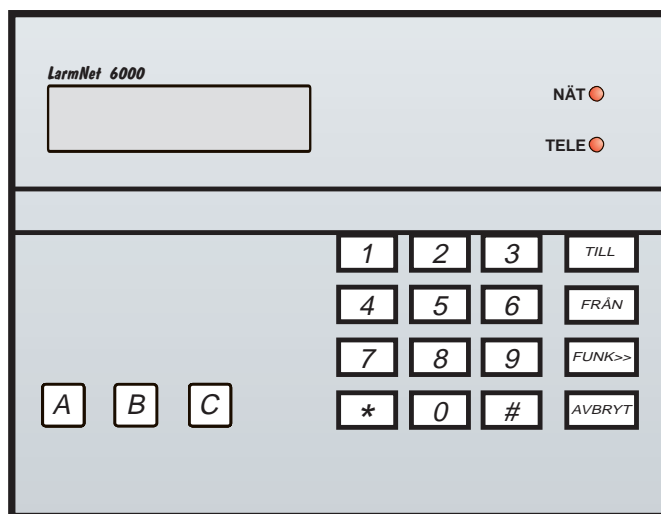 LarmNet 6000
NÄT
TELE
1 2 3 TILL
4 5 6 FRÅN
7 8 9 FUNK>>
A B C * 0 # AVBRYT